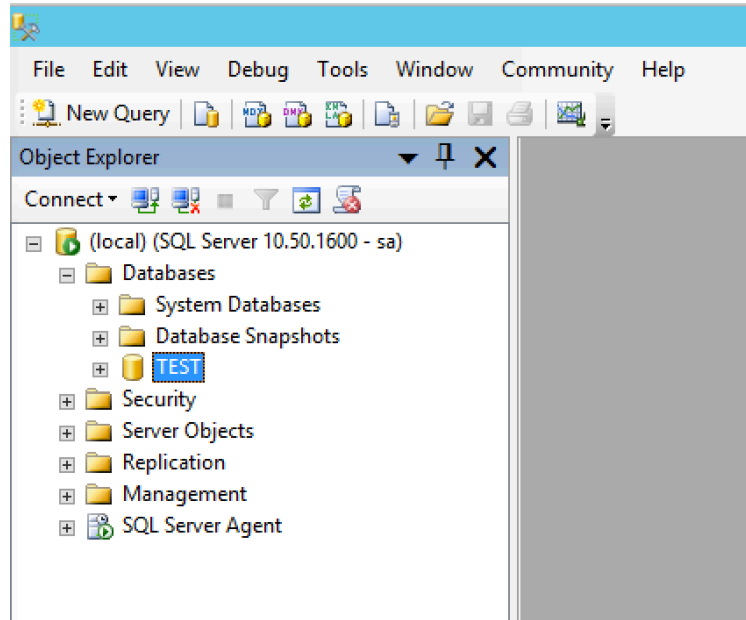 File Edit View Debug Tools Window Community Help
New Query
Object Explorer
Connect
(local) (SQL Server 10.50.1600 - sa)
Databases
System Databases
Database Snapshots
TEST
Security
Server Objects
Replication
Management
SQL Server Agent